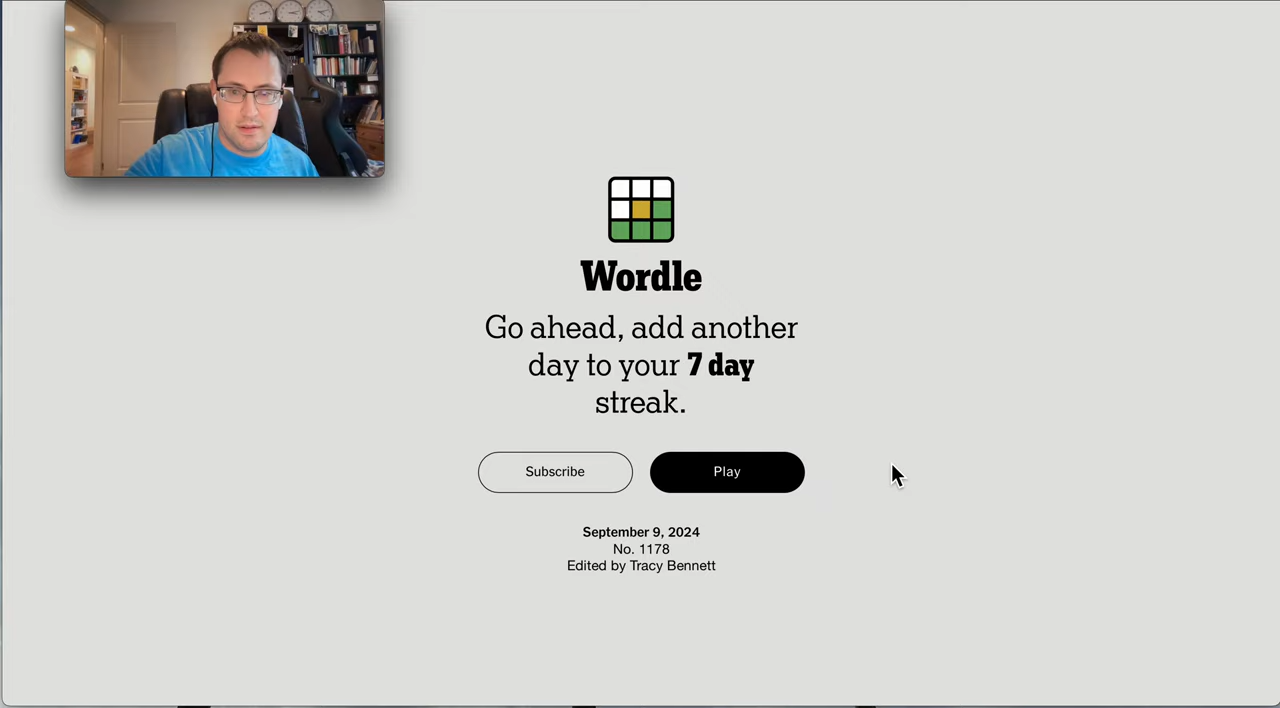 Wordle
Go ahead, add another
day to your 7 day
streak.
Subscribe
Play
September 9, 2024
No. 1178
Edited by Tracy Bennett